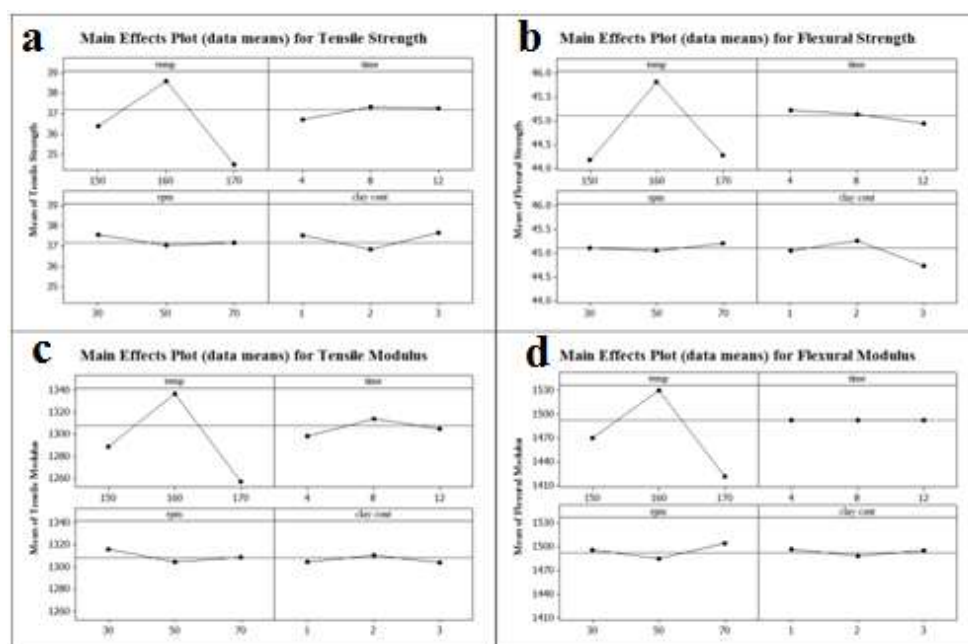 a
Main Effects Plot (data means) for Tensile Strength
temp time
39
37
36
25
150 160 170 4 8 12
rpm clay cont
39
38
37
25
30 50 70 1 2 3
Mean of Tensile Strength
b
Main Effects Plot (data means) for Flexural Strength
temp time
46.0
45.5
45.0
44.5
44.0
150 160 170 4 8 12
rpm clay cont
46.0
45.5
45.0
44.5
44.0
30 50 70 1 2 3
Mean of Flexural Strength
c
Main Effects Plot (data means) for Tensile Modulus
temp time
1340
1320
1300
1280
1260
150 160 170 4 8 12
rpm clay cont
1340
1320
1300
1280
1260
30 50 70 1 2 3
Mean of Tensile Modulus
d
Main Effects Plot (data means) for Flexural Modulus
temp time
1530
1500
1470
1440
1410
150 160 170 4 8 12
rpm clay cont
1530
1500
1470
1440
1410
30 50 70 1 2 3
Mean of Flexural Modulus